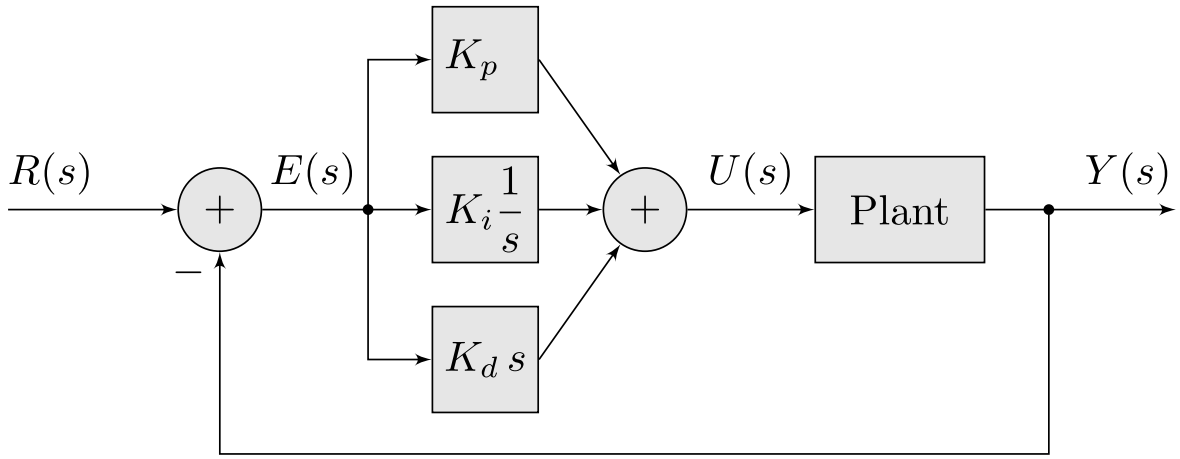 K_p
R(s)
+
−
E(s)
K_i 1/s
K_d s
+
U(s)
Plant
Y(s)